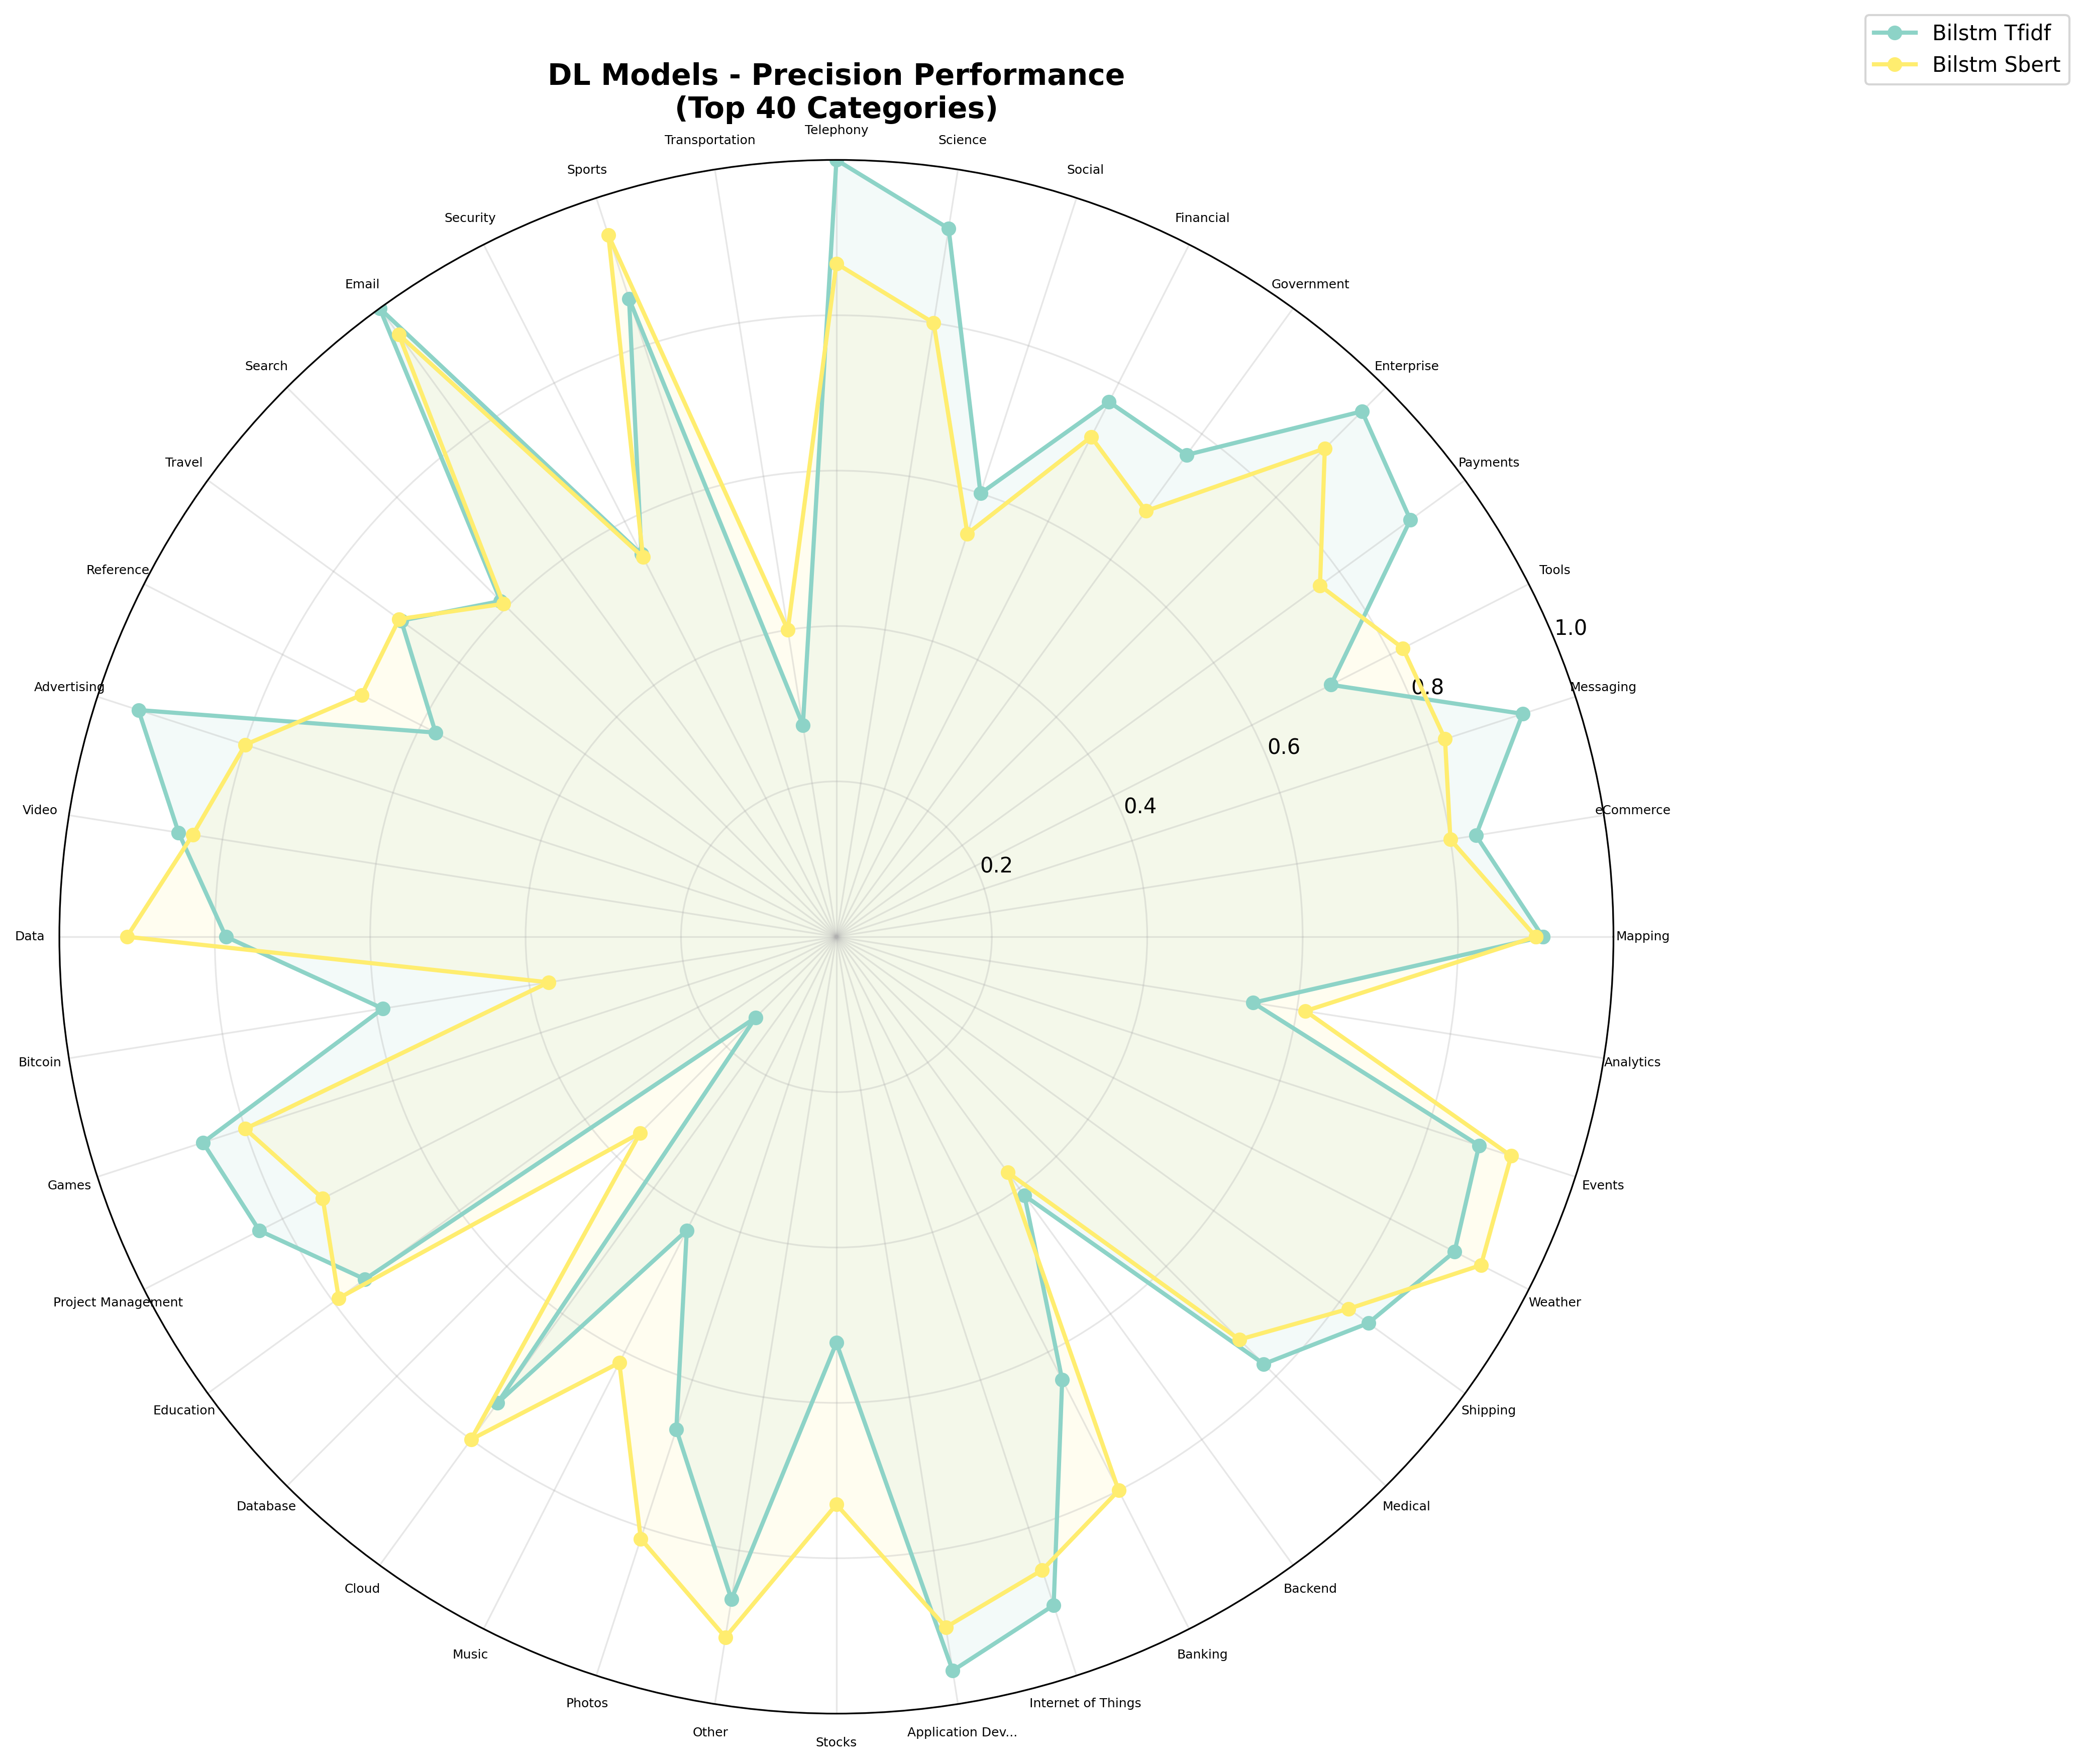 Bilstm Tfidf
Bilstm Sbert
DL Models - Precision Performance
(Top 40 Categories)
Telephony
Transportation
Science
Sports
Social
Security
Financial
Email
Government
Search
Enterprise
Travel
Payments
Reference
Tools
1.0
Advertising
0.8
Messaging
0.6
Video
0.4
eCommerce
0.2
Data
Mapping
Bitcoin
Analytics
Games
Events
Project Management
Weather
Education
Shipping
Database
Medical
Cloud
Backend
Music
Banking
Photos
Internet of Things
Other
Application Dev...
Stocks